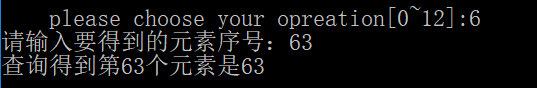 please choose your opreation[0~12]:6
请输入要得到的元素序号：63
查询得到第63个元素是63